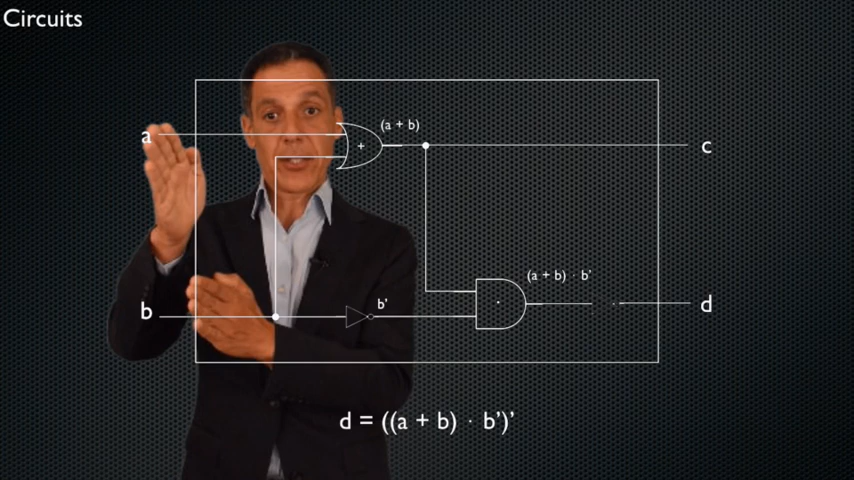 Circuits
(a + b)
a
+
c
(a + b) · b’
b
b’
·
d
d = ((a + b) · b’)’